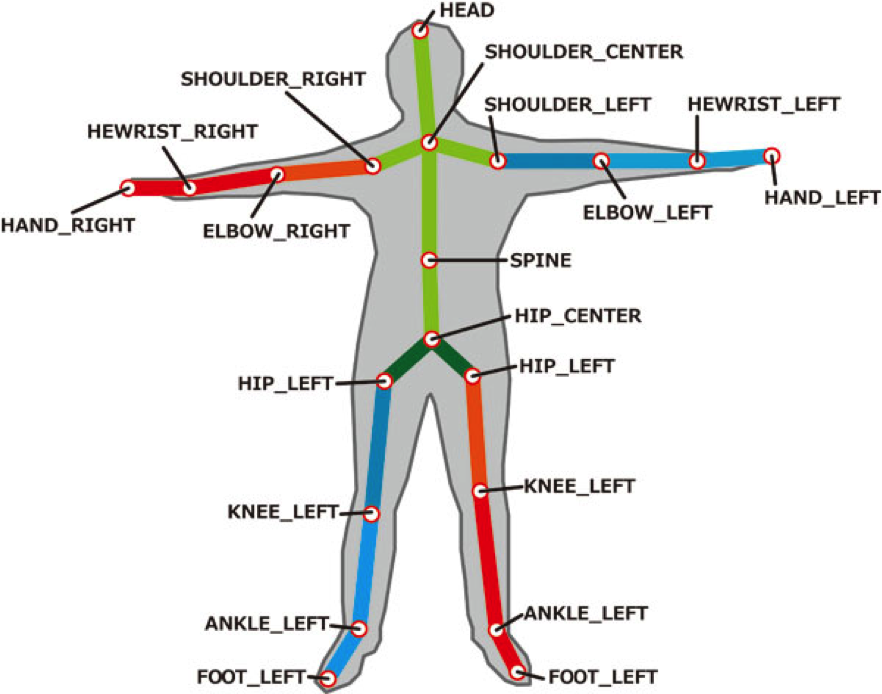 HEAD
SHOULDER_CENTER
SHOULDER_RIGHT
SHOULDER_LEFT
HEWRIST_LEFT
HEWRIST_RIGHT
HAND_RIGHT
ELBOW_RIGHT
ELBOW_LEFT
HAND_LEFT
SPINE
HIP_CENTER
HIP_LEFT
HIP_LEFT
KNEE_LEFT
KNEE_LEFT
ANKLE_LEFT
ANKLE_LEFT
FOOT_LEFT
FOOT_LEFT